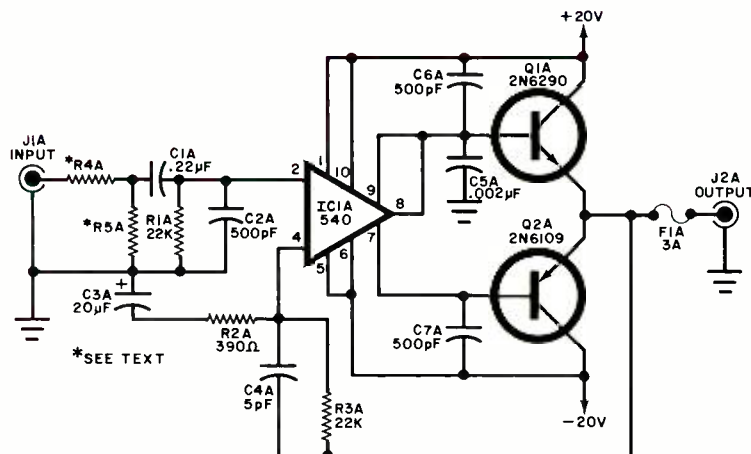 +20V
C6A
500pF
Q1A
2N6290
J1A
INPUT
*R4A
C1A
.22µF
2
1
10
9
8
C5A
.002µF
J2A
OUTPUT
IC1A
540
*R5A
R1A
22K
C2A
500pF
4
5
6
7
Q2A
2N6109
F1A
3A
+
C3A
20µF
R2A
390Ω
C7A
500pF
*SEE TEXT
C4A
5pF
R3A
22K
-20V